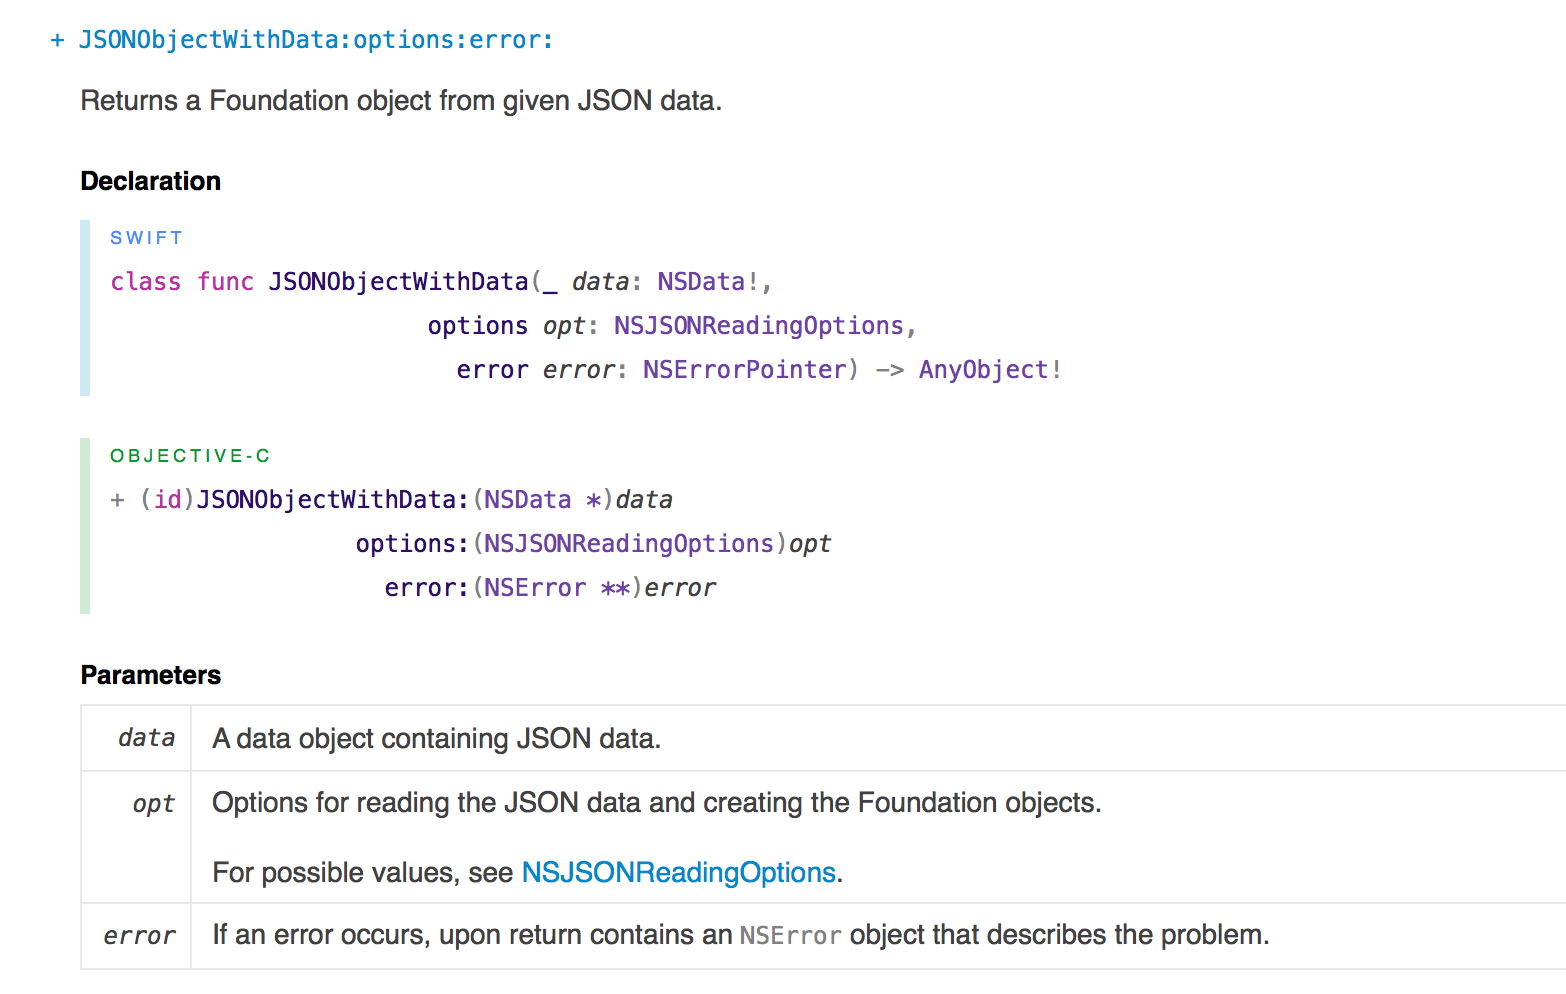 + JSONObjectWithData:options:error:
Returns a Foundation object from given JSON data.
Declaration
SWIFT
class func JSONObjectWithData(_ data: NSData!,
options opt: NSJSONReadingOptions,
error error: NSErrorPointer) -> AnyObject!
OBJECTIVE-C
+ (id)JSONObjectWithData:(NSData *)data
options:(NSJSONReadingOptions)opt
error:(NSError **)error
Parameters
data A data object containing JSON data.
opt Options for reading the JSON data and creating the Foundation objects.
For possible values, see NSJSONReadingOptions.
error If an error occurs, upon return contains an NSError object that describes the problem.